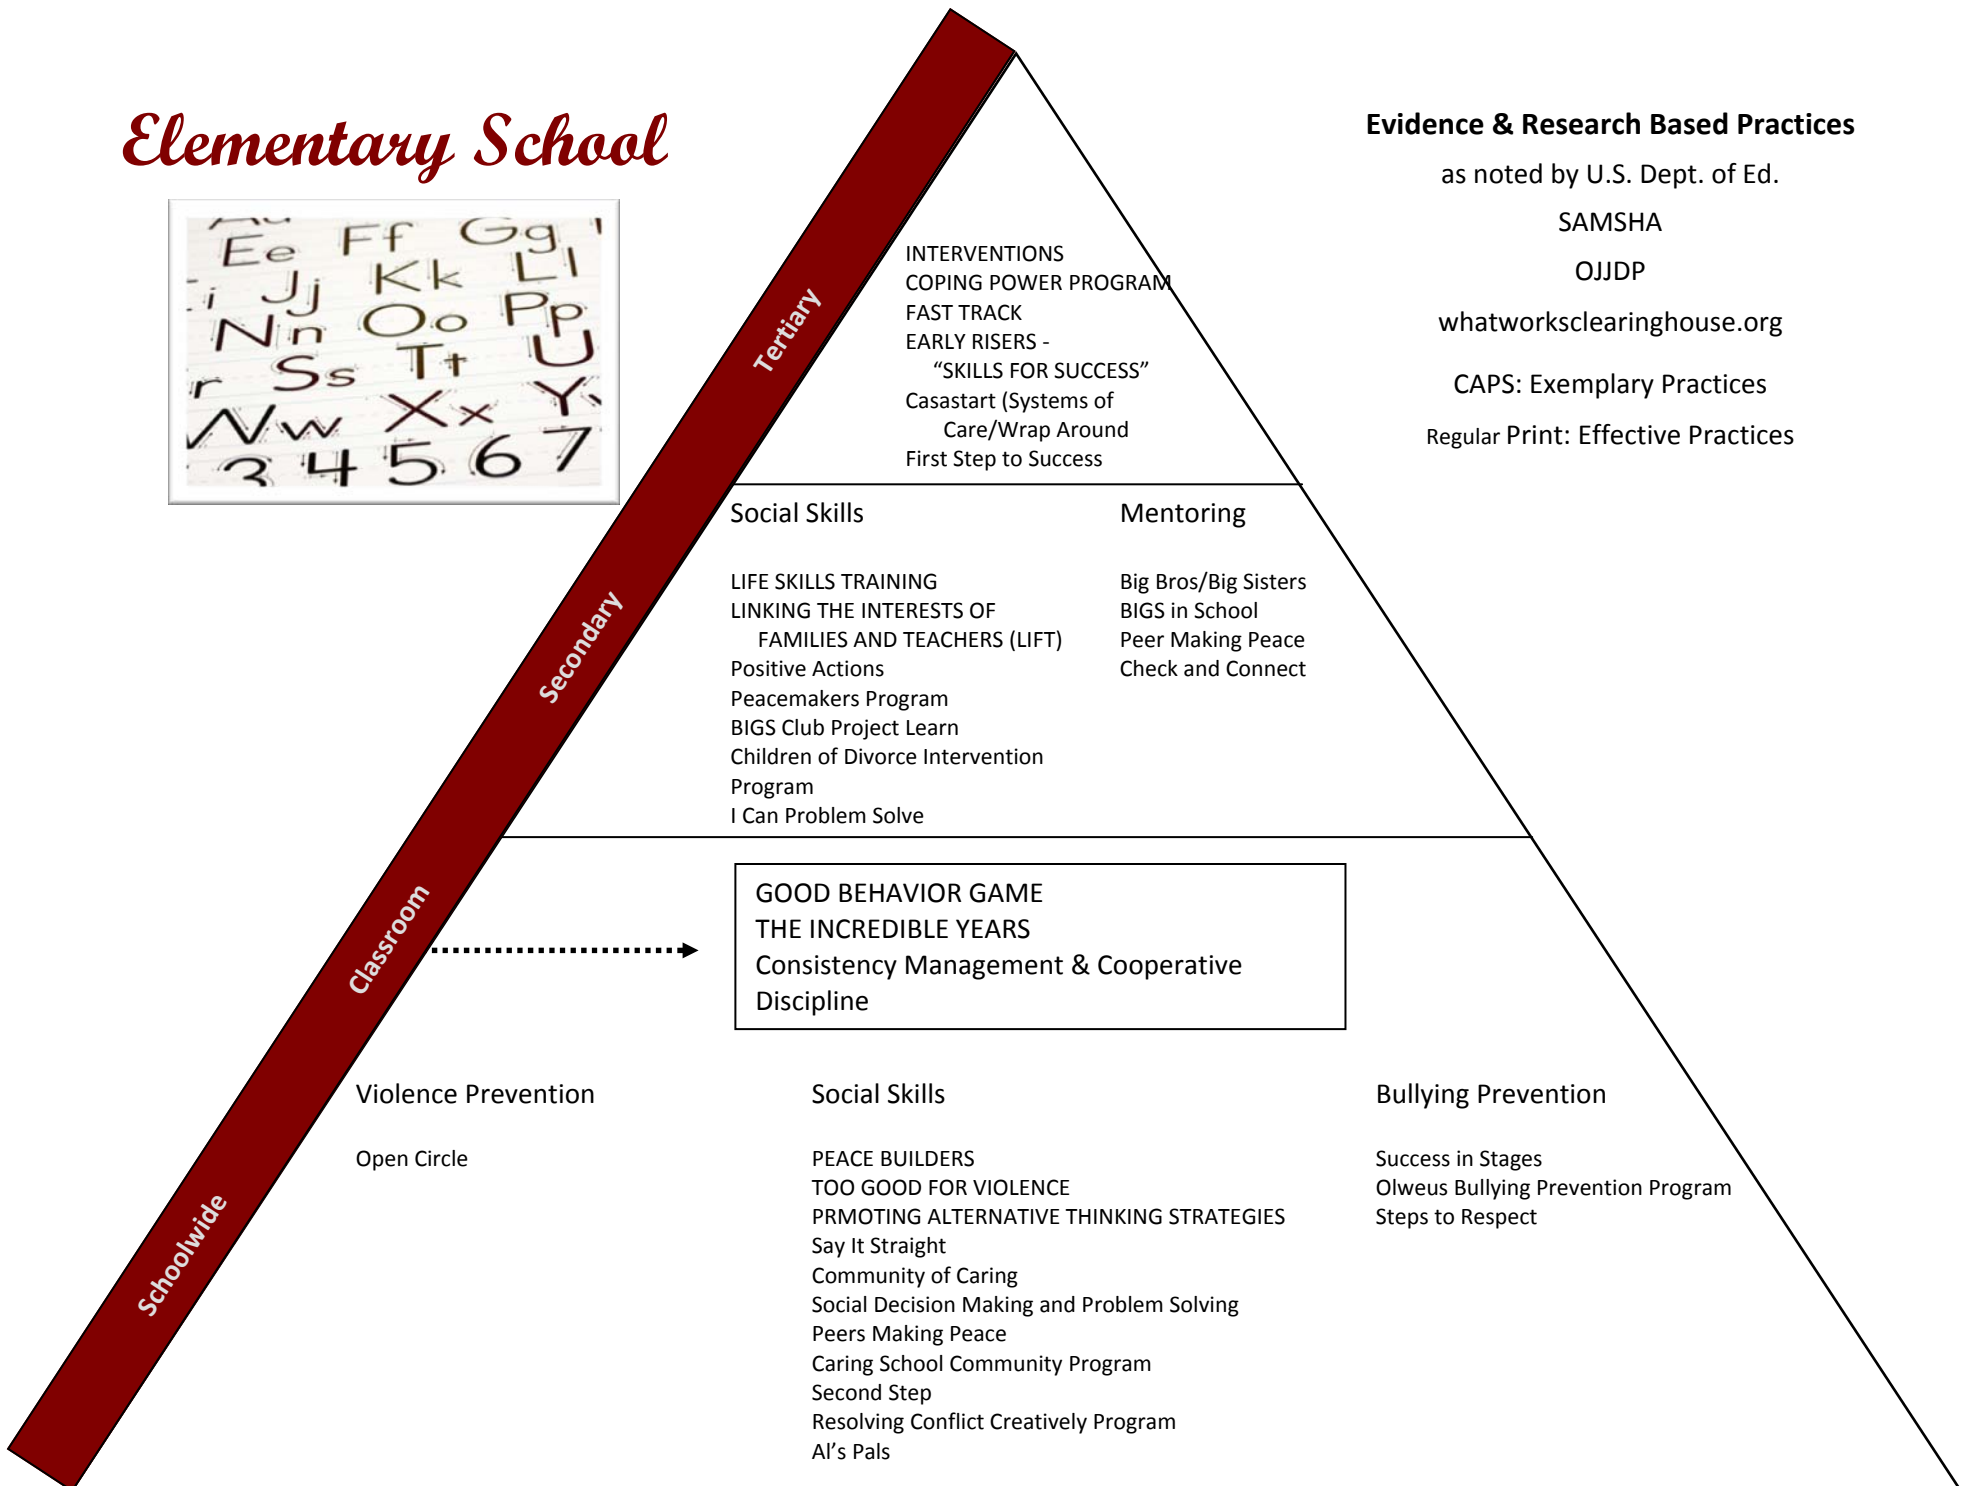 Elementary School
Au
Ee Ff Gg
i Jj Kk Ll
Nn Oo Pp
r Ss Tt U
Ww Xx Y
3 4 5 6 7
Evidence & Research Based Practices
as noted by U.S. Dept. of Ed.
SAMSHA
OJJDP
whatworksclearinghouse.org
CAPS: Exemplary Practices
Regular Print: Effective Practices
Tertiary
INTERVENTIONS
COPING POWER PROGRAM
FAST TRACK
EARLY RISERS -
“SKILLS FOR SUCCESS”
Casastart (Systems of
Care/Wrap Around
First Step to Success
Secondary
Social Skills
LIFE SKILLS TRAINING
LINKING THE INTERESTS OF
FAMILIES AND TEACHERS (LIFT)
Positive Actions
Peacemakers Program
BIGS Club Project Learn
Children of Divorce Intervention
Program
I Can Problem Solve
Mentoring
Big Bros/Big Sisters
BIGS in School
Peer Making Peace
Check and Connect
Classroom
GOOD BEHAVIOR GAME
THE INCREDIBLE YEARS
Consistency Management & Cooperative
Discipline
Schoolwide
Violence Prevention
Open Circle
Social Skills
PEACE BUILDERS
TOO GOOD FOR VIOLENCE
PRMOTING ALTERNATIVE THINKING STRATEGIES
Say It Straight
Community of Caring
Social Decision Making and Problem Solving
Peers Making Peace
Caring School Community Program
Second Step
Resolving Conflict Creatively Program
Al’s Pals
Bullying Prevention
Success in Stages
Olweus Bullying Prevention Program
Steps to Respect